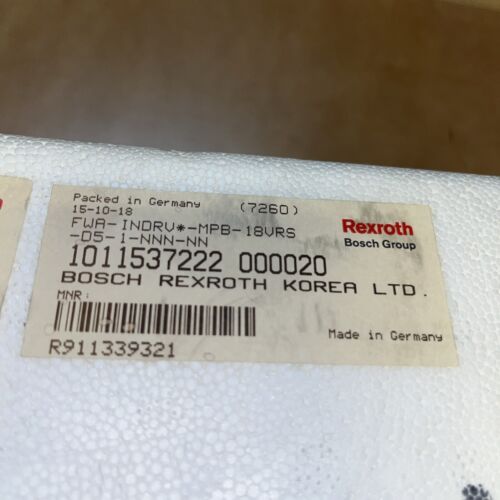 Packed in Germany (7260)
15-10-18
FWA-INDRV*-MPB-18VRS
-D5-1-NNN-NN
Rexroth
Bosch Group
1011537222 000020
BOSCH REXROTH KOREA LTD.
MNR:
Made in Germany
R911339321